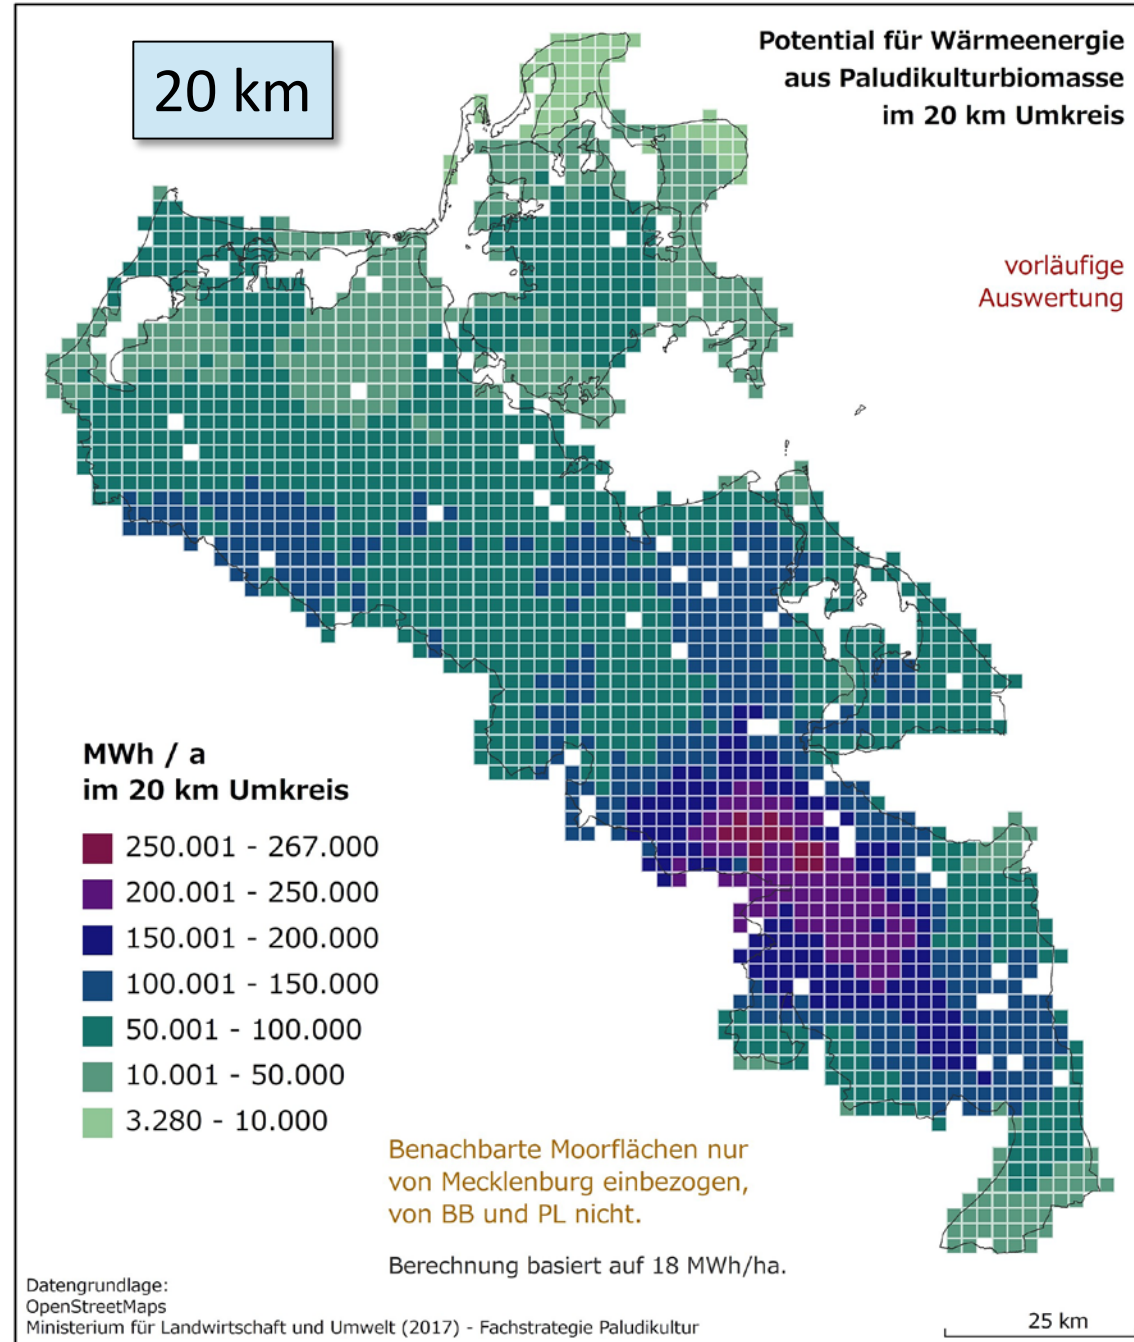 20 km
Potential für Wärmeenergie
aus Paludikulturbiomasse
im 20 km Umkreis
vorläufige
Auswertung
MWh / a
im 20 km Umkreis
250.001 - 267.000
200.001 - 250.000
150.001 - 200.000
100.001 - 150.000
50.001 - 100.000
10.001 - 50.000
3.280 - 10.000
Benachbarte Moorflächen nur
von Mecklenburg einbezogen,
von BB und PL nicht.
Berechnung basiert auf 18 MWh/ha.
Datengrundlage:
OpenStreetMaps
Ministerium für Landwirtschaft und Umwelt (2017) - Fachstrategie Paludikultur
25 km